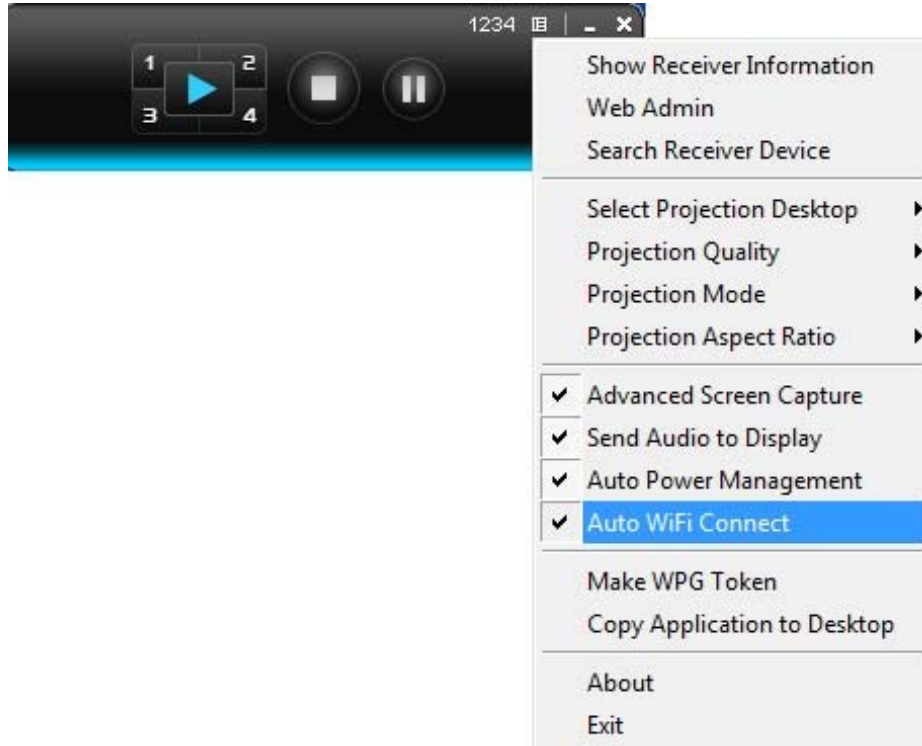 1234
1 2
3 4
Show Receiver Information
Web Admin
Search Receiver Device
Select Projection Desktop
Projection Quality
Projection Mode
Projection Aspect Ratio
Advanced Screen Capture
Send Audio to Display
Auto Power Management
Auto WiFi Connect
Make WPG Token
Copy Application to Desktop
About
Exit